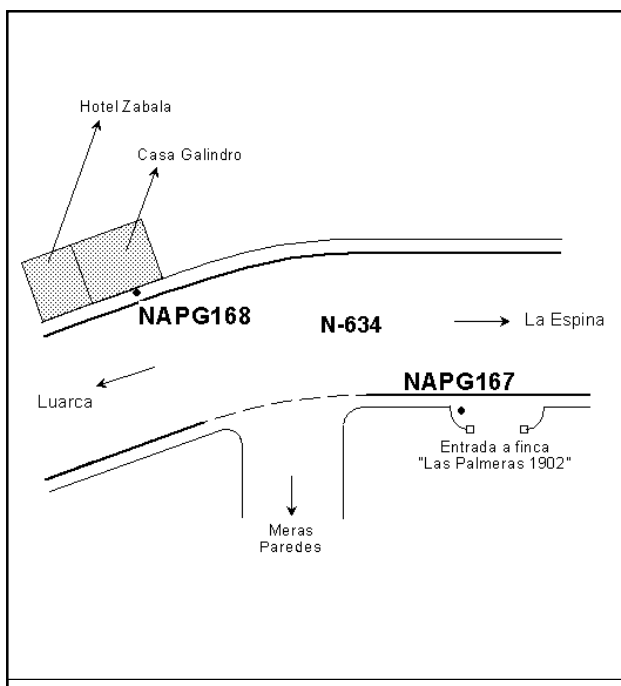 Hotel Zabala
Casa Galindro
NAPG168
N-634
La Espina
NAPG167
Luarca
Entrada a finca
"Las Palmeras 1902"
Meras
Paredes